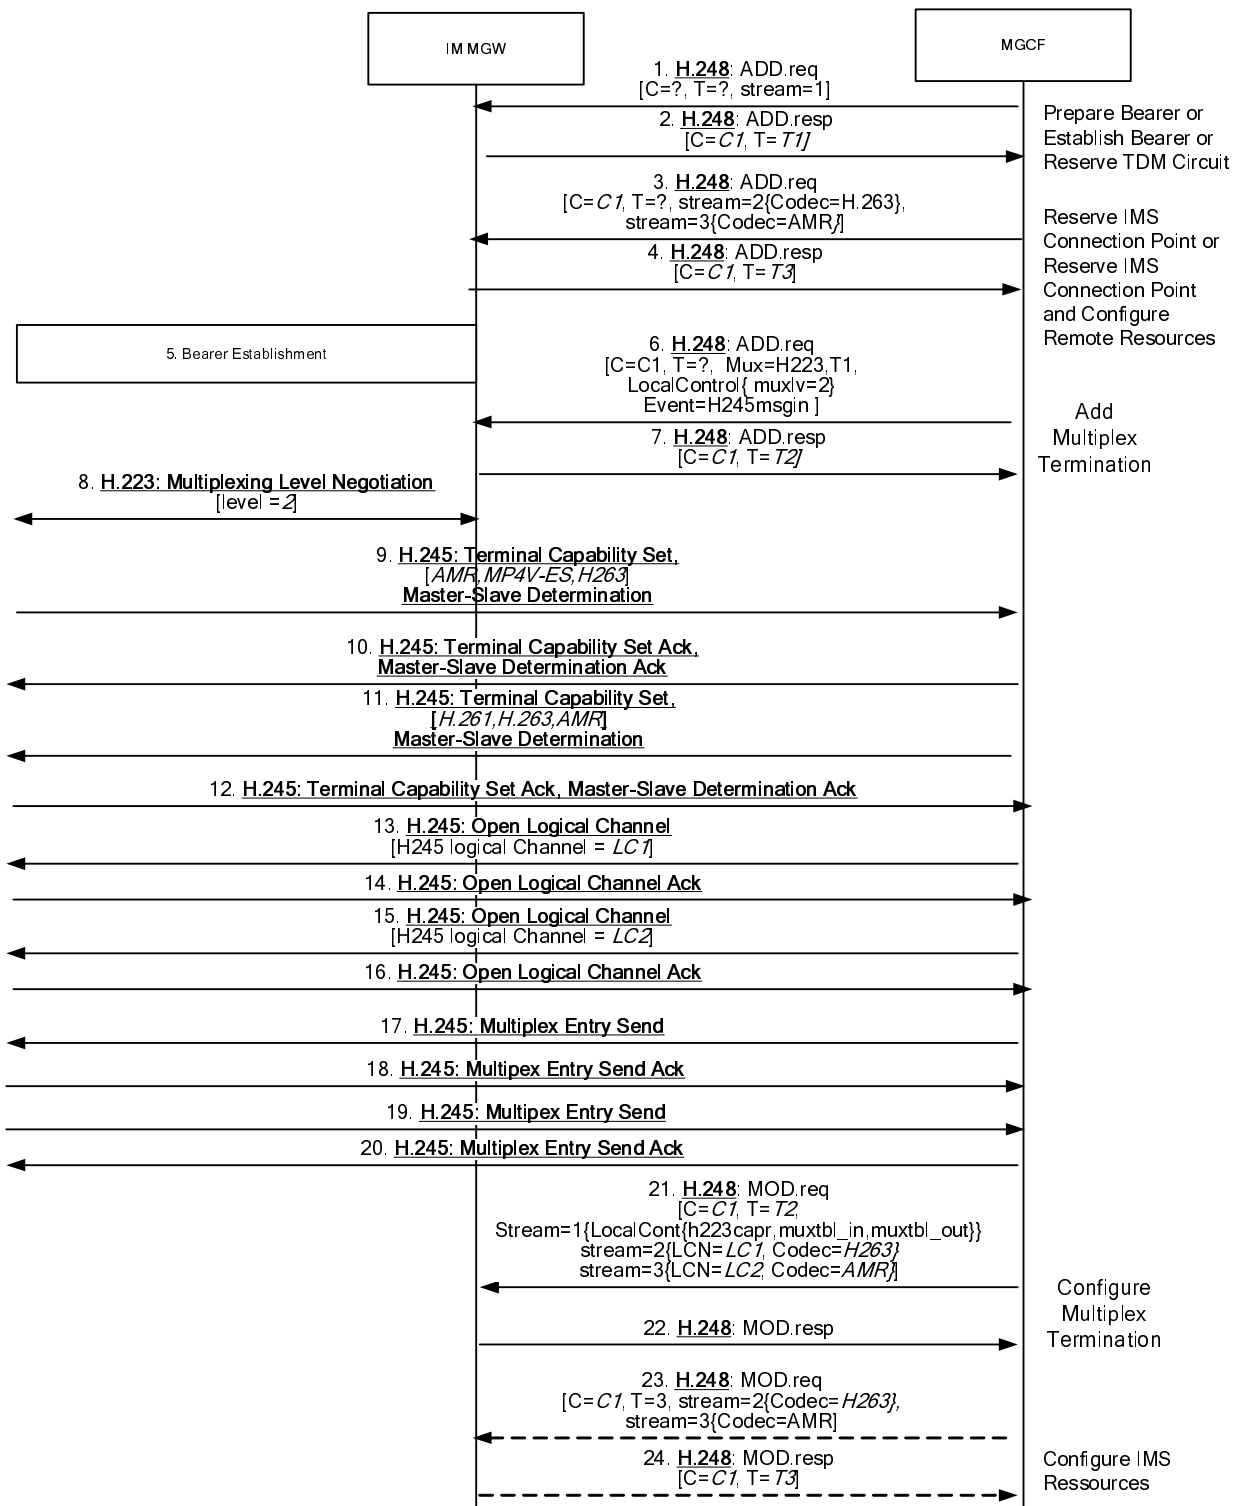 IM MGW
MGCF
1. H.248: ADD.req
[C=?, T=?, stream=1]
2. H.248: ADD.resp
[C=C1, T=T1]
Prepare Bearer or
Establish Bearer or
Reserve TDM Circuit
3. H.248: ADD.req
[C=C1, T=?, stream=2{Codec=H.263},
stream=3{Codec=AMR}]
4. H.248: ADD.resp
[C=C1, T=T3]
Reserve IMS
Connection Point or
Reserve IMS
Connection Point
and Configure
Remote Resources
5. Bearer Establishment
6. H.248: ADD.req
[C=C1, T=?, Mux=H223,T1,
LocalControl{ muxlv=2}
Event=H245msgin ]
7. H.248: ADD.resp
[C=C1, T=T2]
Add
Multiplex
Termination
8. H.223: Multiplexing Level Negotiation
[level =2]
9. H.245: Terminal Capability Set,
[AMR,MP4V-ES,H263]
Master-Slave Determination
10. H.245: Terminal Capability Set Ack,
Master-Slave Determination Ack
11. H.245: Terminal Capability Set,
[H.261,H.263,AMR]
Master-Slave Determination
12. H.245: Terminal Capability Set Ack, Master-Slave Determination Ack
13. H.245: Open Logical Channel
[H245 logical Channel = LC1]
14. H.245: Open Logical Channel Ack
15. H.245: Open Logical Channel
[H245 logical Channel = LC2]
16. H.245: Open Logical Channel Ack
17. H.245: Multiplex Entry Send
18. H.245: Multipex Entry Send Ack
19. H.245: Multipex Entry Send
20. H.245: Multiplex Entry Send Ack
21. H.248: MOD.req
[C=C1, T=T2,
Stream=1{LocalCont{h223capr,muxtbl_in,muxtbl_out}}
stream=2{LCN=LC1, Codec=H263}
stream=3{LCN=LC2, Codec=AMR}]
22. H.248: MOD.resp
Configure
Multiplex
Termination
23. H.248: MOD.req
[C=C1, T=3, stream=2{Codec=H263},
stream=3{Codec=AMR]
24. H.248: MOD.resp
[C=C1, T=T3]
Configure IMS
Ressources